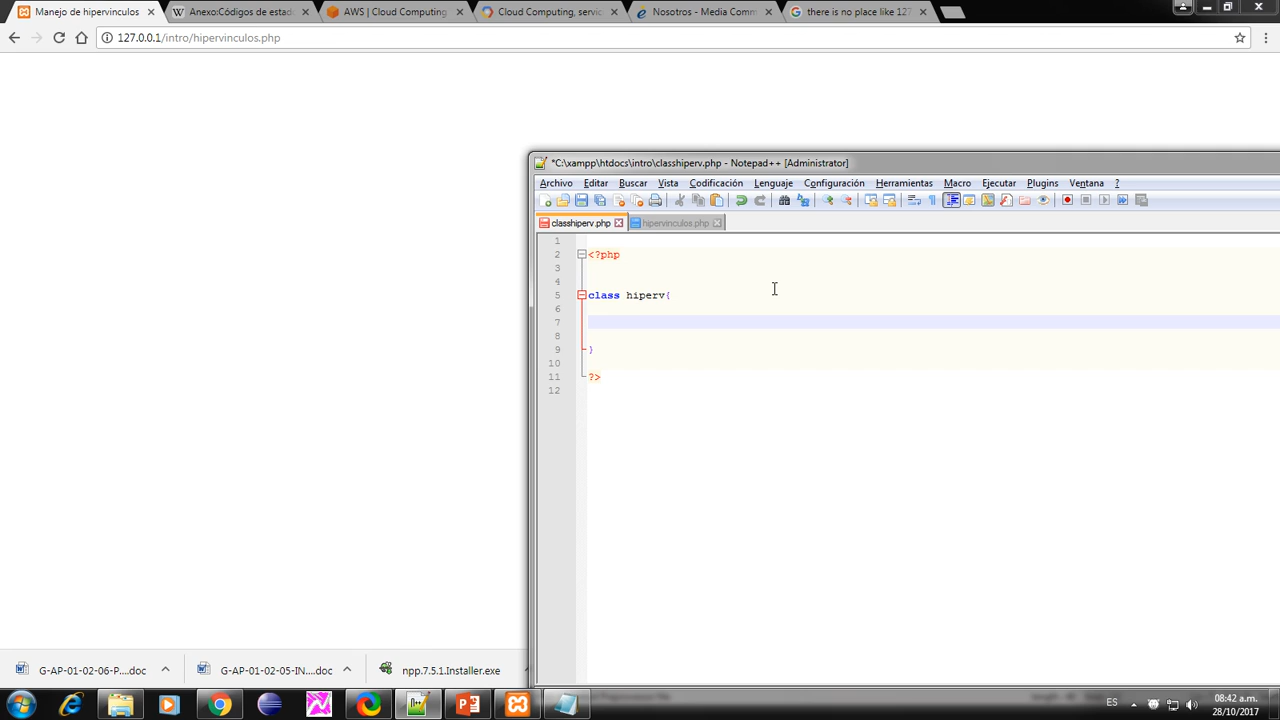 Manejo de hipervinculos
Anexo:Códigos de estad
AWS | Cloud Computing
Cloud Computing, servic
Nosotros - Media Comm
there is no place like 127
127.0.0.1/intro/hipervinculos.php
*C:\xampp\htdocs\intro\classhiperv.php - Notepad++ [Administrator]
Archivo Editar Buscar Vista Codificación Lenguaje Configuración Herramientas Macro Ejecutar Plugins Ventana ?
classhiperv.php hipervinculos.php
1
2 <?php
3
4
5 class hiperv{
6
7
8
9 }
10
11 ?>
12
G-AP-01-02-06-P....doc
G-AP-01-02-05-IN....doc
npp.7.5.1.Installer.exe
ES
08:42 a.m.
28/10/2017